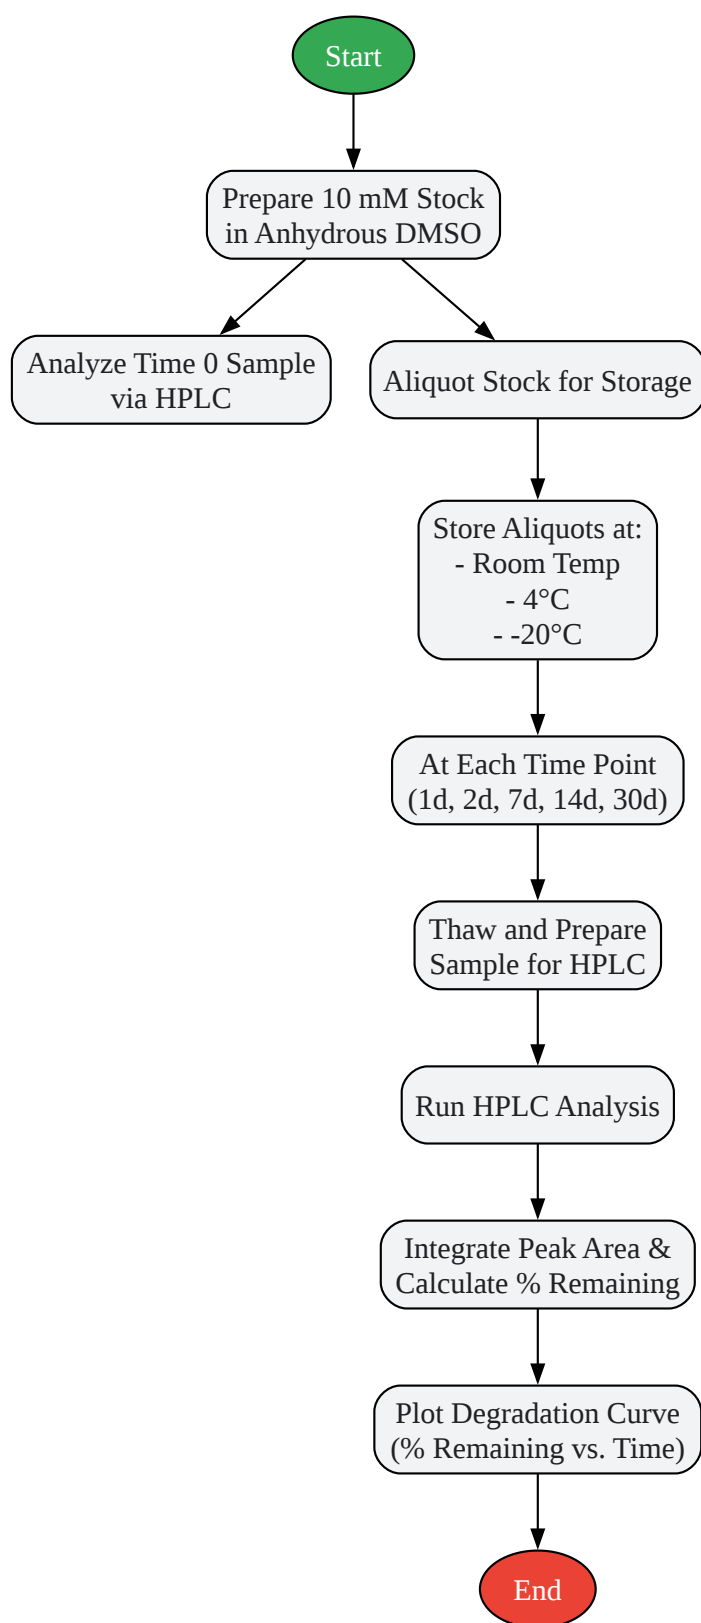 Start
Prepare 10 mM Stock
in Anhydrous DMSO
Analyze Time 0 Sample
via HPLC
Aliquot Stock for Storage
Store Aliquots at:
- Room Temp
- 4°C
- -20°C
At Each Time Point
(1d, 2d, 7d, 14d, 30d)
Thaw and Prepare
Sample for HPLC
Run HPLC Analysis
Integrate Peak Area &
Calculate % Remaining
Plot Degradation Curve
(% Remaining vs. Time)
End